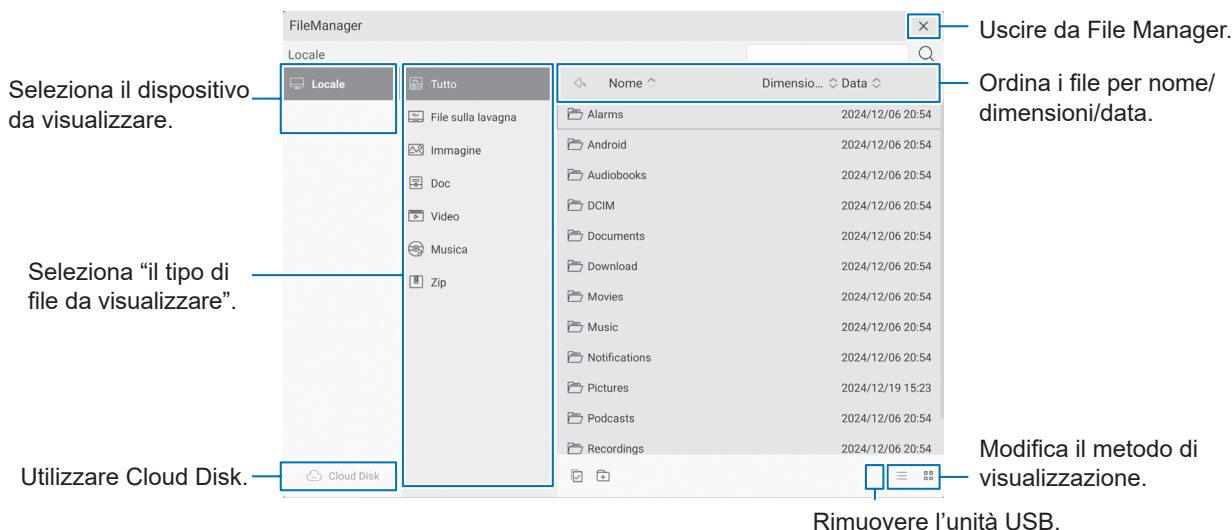 FileManager
Uscire da File Manager.
Locale
Seleziona il dispositivo
da visualizzare.
Locale
Tutto
File sulla lavagna
Immagine
Doc
Video
Musica
Zip
Seleziona “il tipo di
file da visualizzare”.
Nome Dimensio... Data
Ordina i file per nome/
dimensioni/data.
Alarms 2024/12/06 20:54
Android 2024/12/06 20:54
Audiobooks 2024/12/06 20:54
DCIM 2024/12/06 20:54
Documents 2024/12/06 20:54
Download 2024/12/06 20:54
Movies 2024/12/06 20:54
Music 2024/12/06 20:54
Notifications 2024/12/06 20:54
Pictures 2024/12/19 15:23
Podcasts 2024/12/06 20:54
Recordings 2024/12/06 20:54
Utilizzare Cloud Disk.
Cloud Disk
Modifica il metodo di
visualizzazione.
Rimuovere l’unità USB.